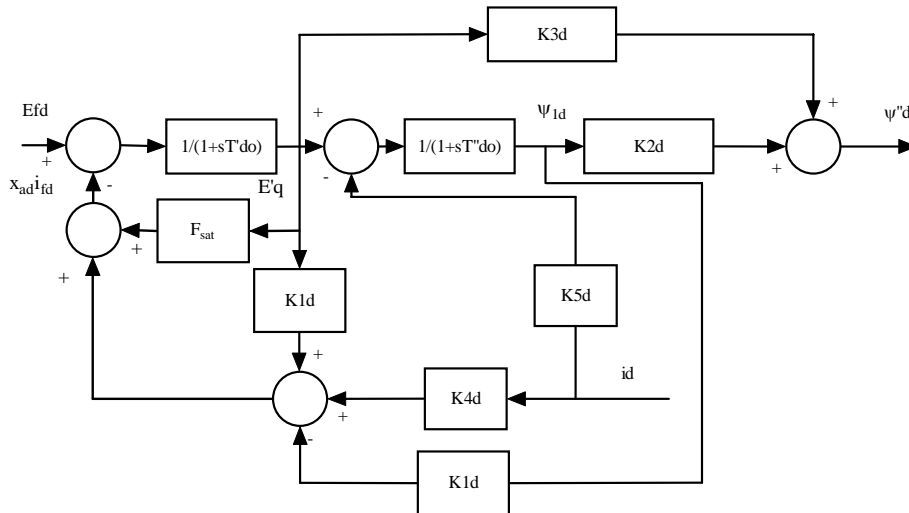 K3d
Efd
+
-
1/(1+sT'do)
+
-
1/(1+sT"do)
ψ1d
K2d
+
+
ψ"d
xadifd
E'q
+
+
Fsat
K1d
K5d
+
+
-
K4d
id
K1d